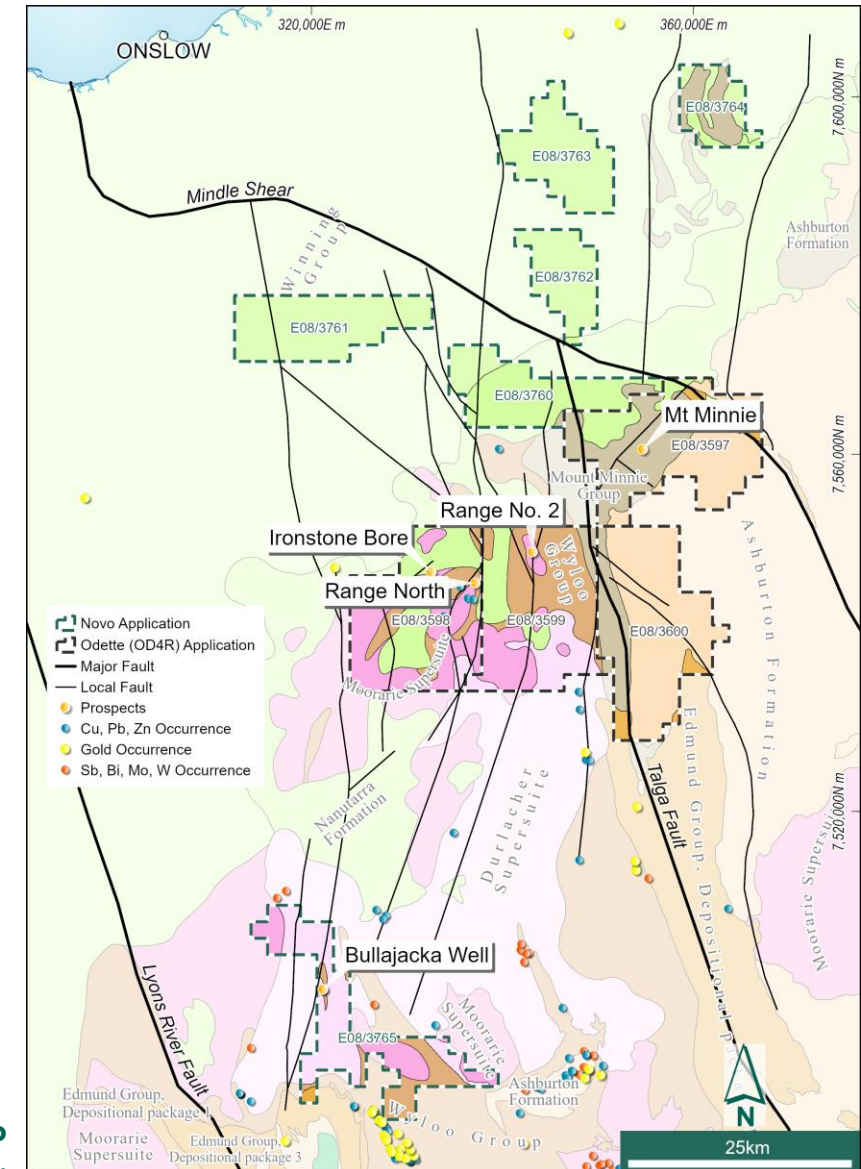 320,000E m
360,000E m
ONSLOW
7,600,000N m
E08/3764
E08/3763
Mindle Shear
Winning
Group
Ashburton
Formation
E08/3762
E08/3761
E08/3760
Mt Minnie
E08/3597
7,560,000N m
Mount Minnie
Group
Range No. 2
Ironstone Bore
Wyloo
Group
Range North
Ashburton Formation
E08/3598
E08/3599
E08/3600
Novo Application
Odette (OD4R) Application
Major Fault
Local Fault
Prospects
Cu, Pb, Zn Occurrence
Gold Occurrence
Sb, Bi, Mo, W Occurrence
Moorarie Supersuite
Edmund Group, Depositional
Talga Fault
Nanutarra
Formation
Durlacher
Supersuite
7,520,000N m
Moorarie Supersuite
Bullajacka Well
Lyons River Fault
Moorarie
Supersuite
E08/3765
Ashburton
Formation
Edmund Group,
Depositional package 1
Wyloo Group
Moorarie
Supersuite
Edmund Group,
Depositional package 3
N
25km